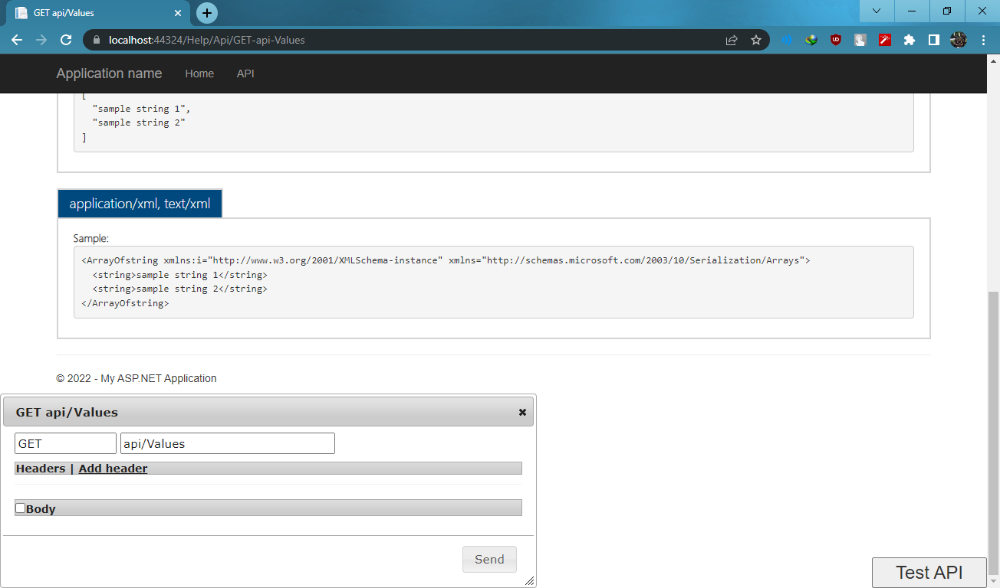 GET api/Values
localhost:44324/Help/Api/GET-api-Values
Application name Home API
[
"sample string 1",
"sample string 2"
]
application/xml, text/xml
Sample:
<ArrayOfstring xmlns:i="http://www.w3.org/2001/XMLSchema-instance" xmlns="http://schemas.microsoft.com/2003/10/Serialization/Arrays">
<string>sample string 1</string>
<string>sample string 2</string>
</ArrayOfstring>
© 2022 - My ASP.NET Application
GET api/Values
GET api/Values
Headers | Add header
Body
Send
Test API